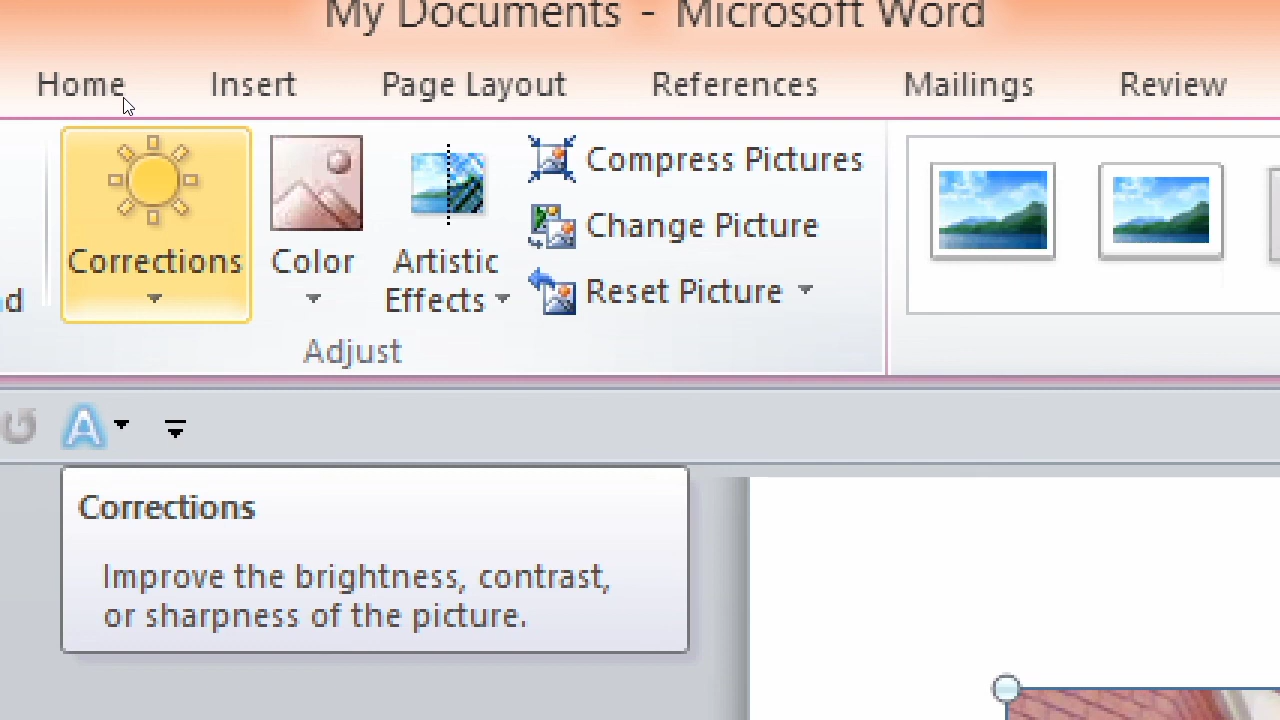 My Documents - Microsoft Word
Home Insert Page Layout References Mailings Review
Corrections
Color
Artistic
Effects
Compress Pictures
Change Picture
Reset Picture
d
Adjust
A
Corrections
Improve the brightness, contrast,
or sharpness of the picture.